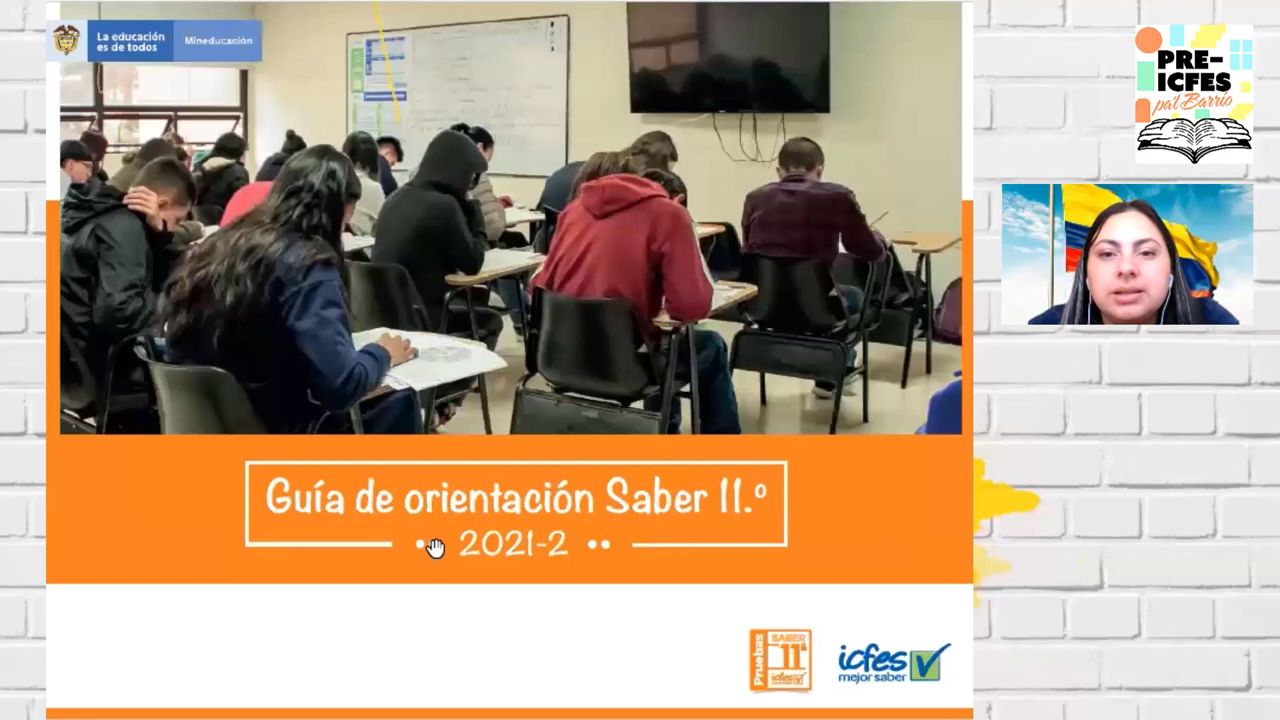 La educación
es de todos
Mineducación
PRE-
ICFES
pa'l Barrio
Guía de orientación Saber 11.º
2021-2
Pruebas
SABER
11º
icfes
icfes
mejor saber